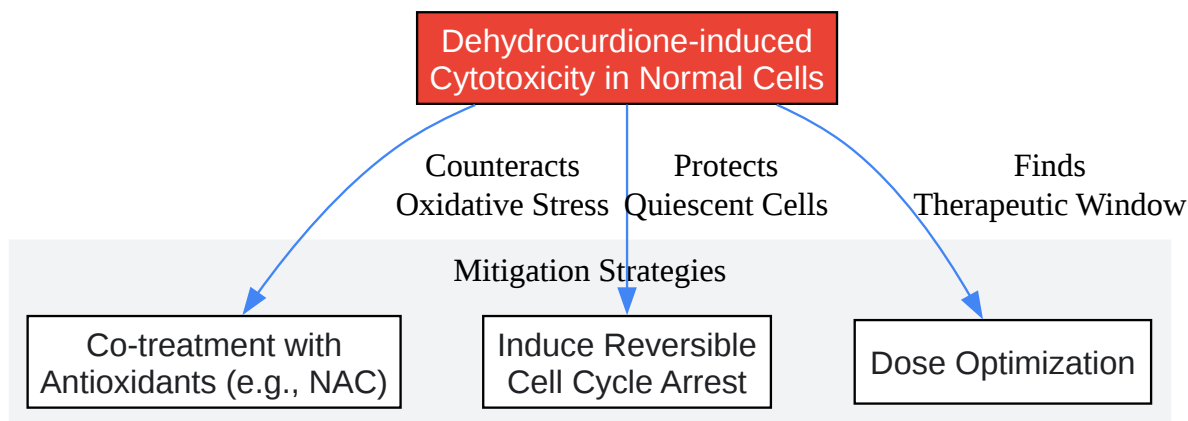 Dehydrocurdione-induced
Cytotoxicity in Normal Cells
Counteracts
Oxidative Stress
Protects
Quiescent Cells
Finds
Therapeutic Window
Mitigation Strategies
Co-treatment with
Antioxidants (e.g., NAC)
Induce Reversible
Cell Cycle Arrest
Dose Optimization